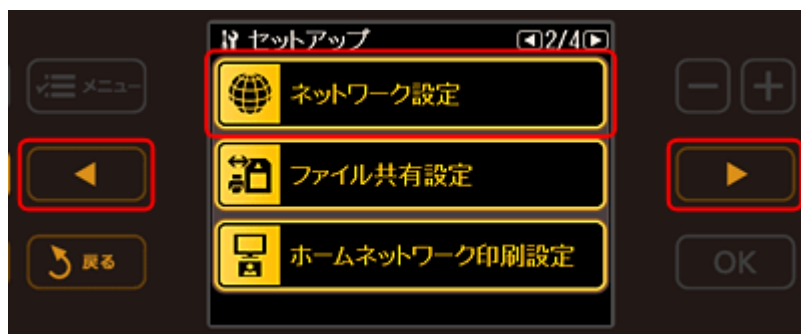 セットアップ
◀2/4▶
メニュー
ネットワーク設定
ファイル共有設定
戻る
ホームネットワーク印刷設定
OK